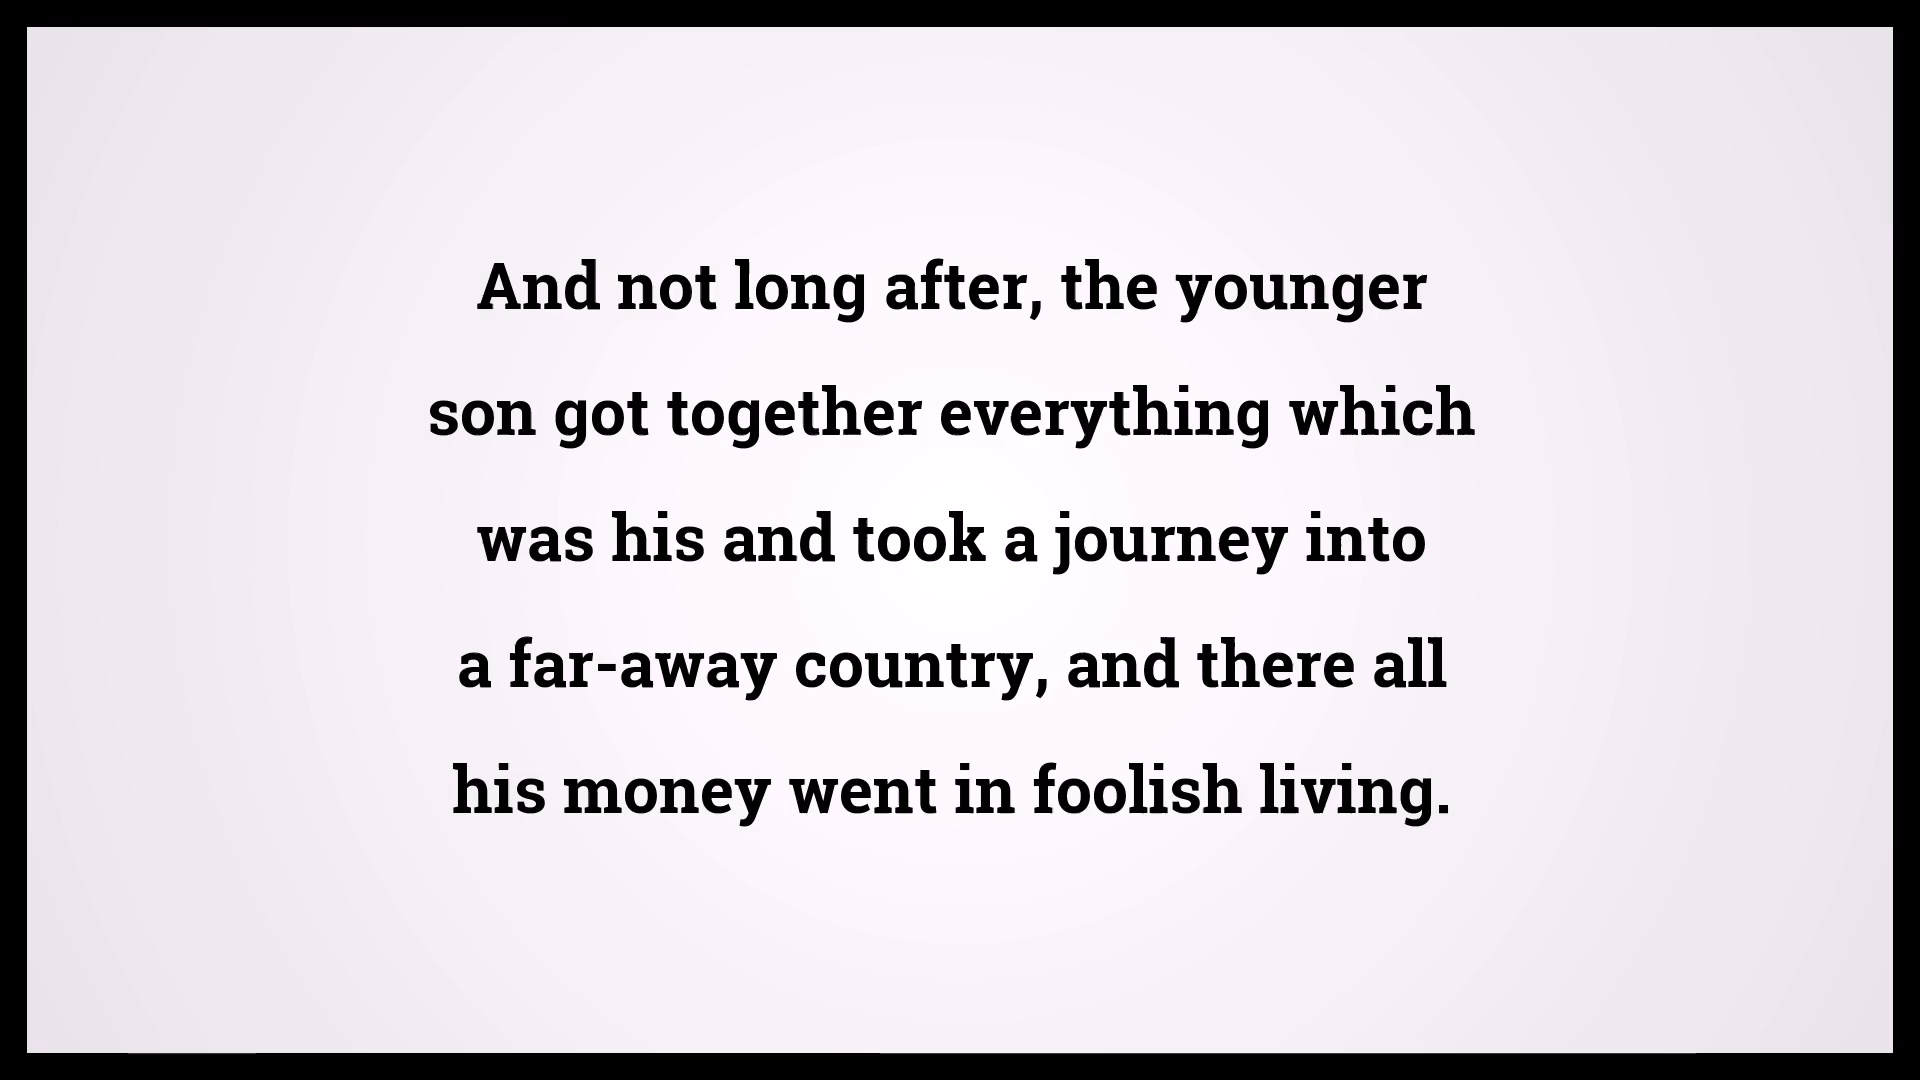 And not long after, the younger
son got together everything which
was his and took a journey into
a far-away country, and there all
his money went in foolish living.